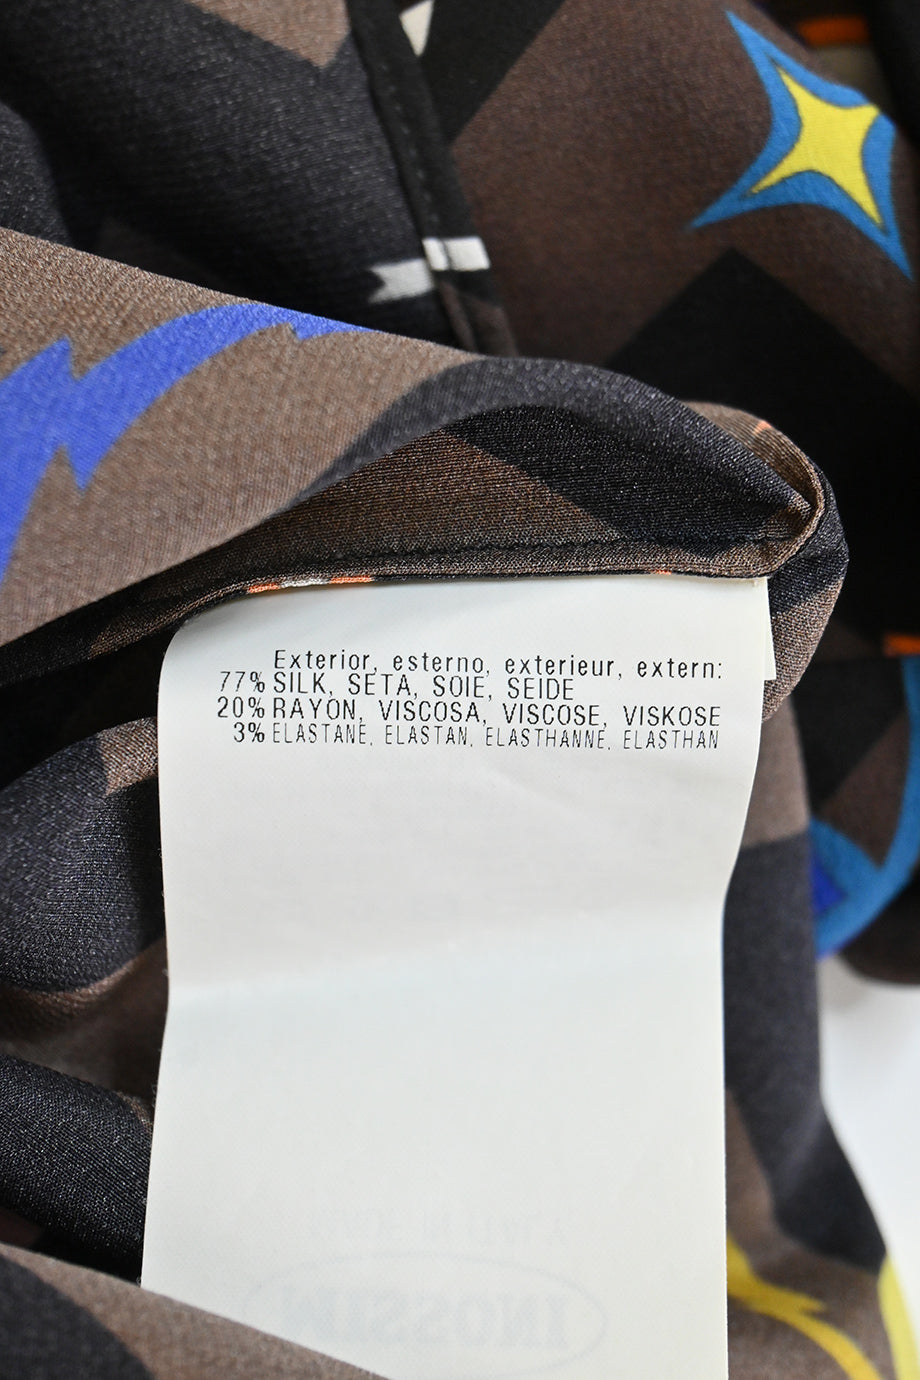 Exterior, esterno, exterieur, extern:
77% SILK, SETA, SOIE, SEIDE
20% RAYON, VISCOSA, VISCOSE, VISKOSE
3% ELASTANE, ELASTAN, ELASTHANNE, ELASTHAN